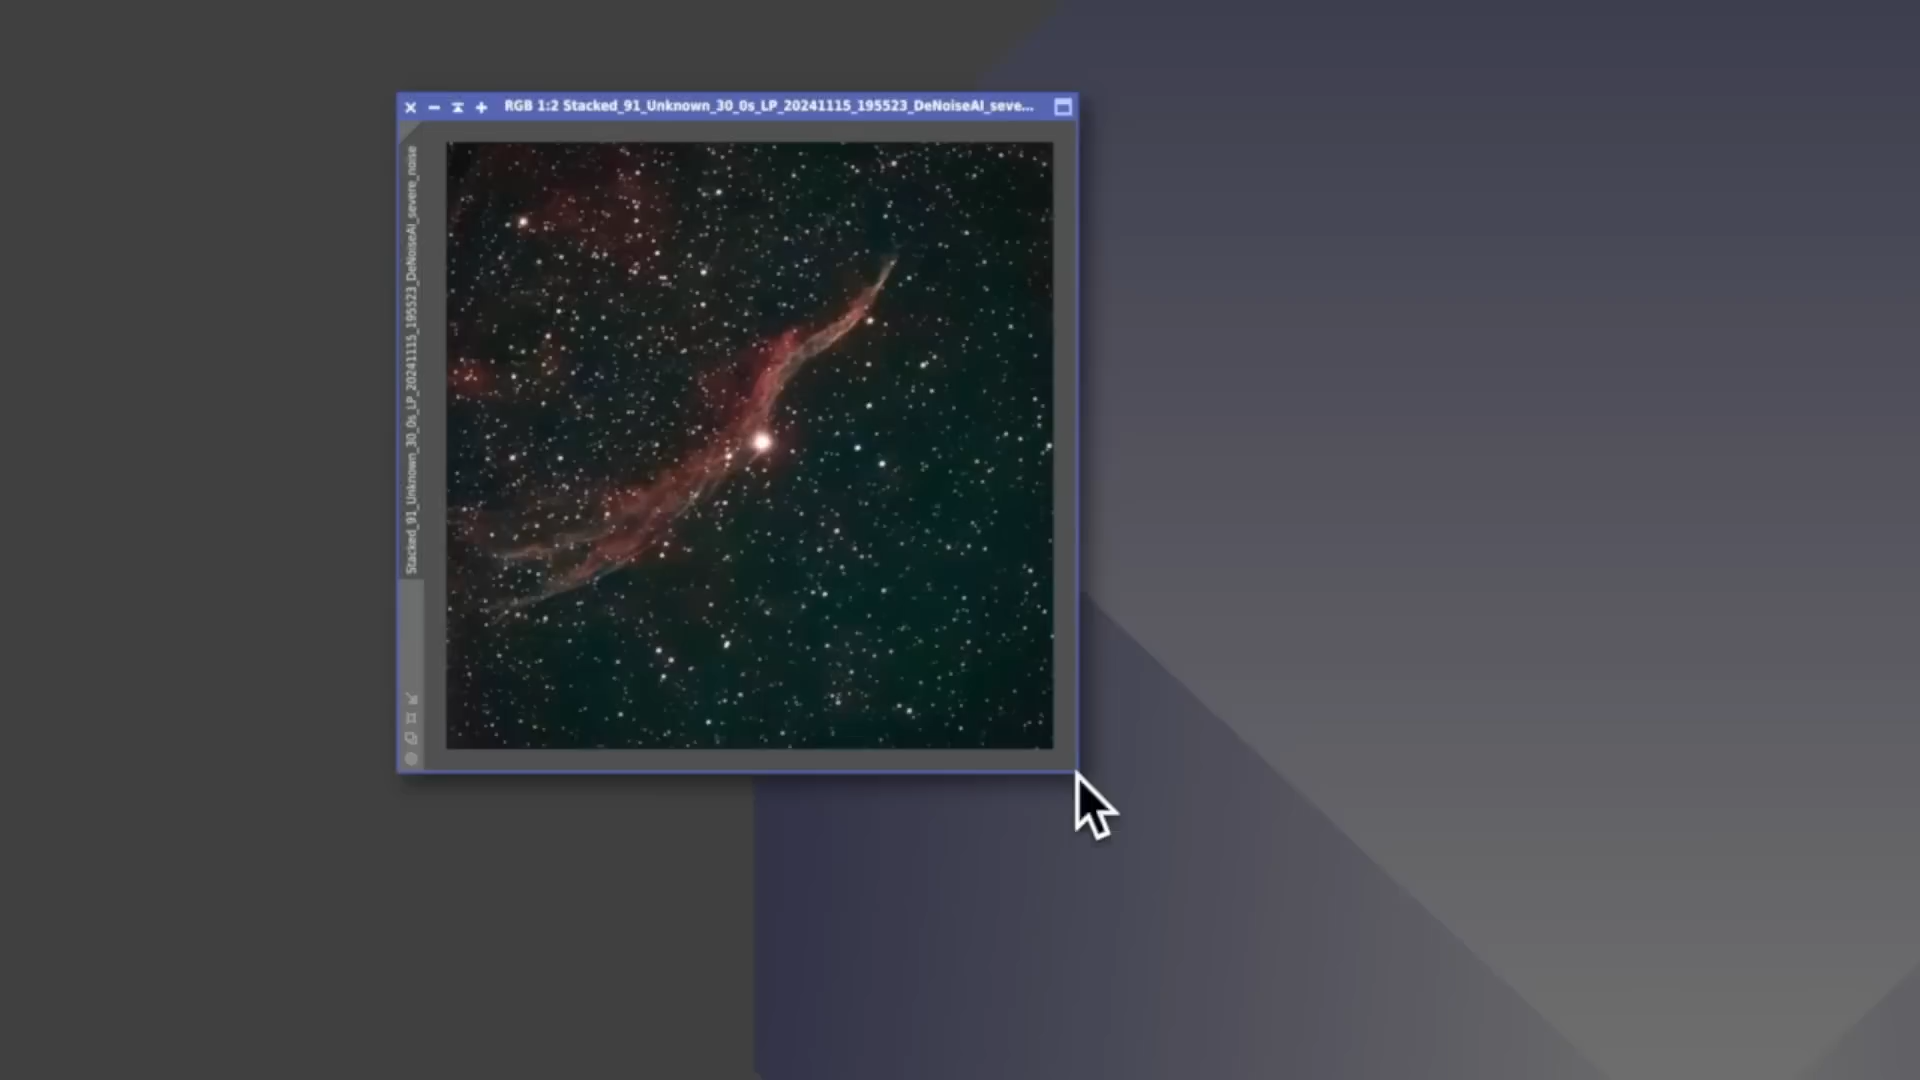 RGB 1:2 Stacked_91_Unknown_30_0s_LP_20241115_195523_DeNoiseAI_seve...
Stacked_91_Unknown_30_0s_LP_20241115_195523_DeNoiseAI_severe_noise